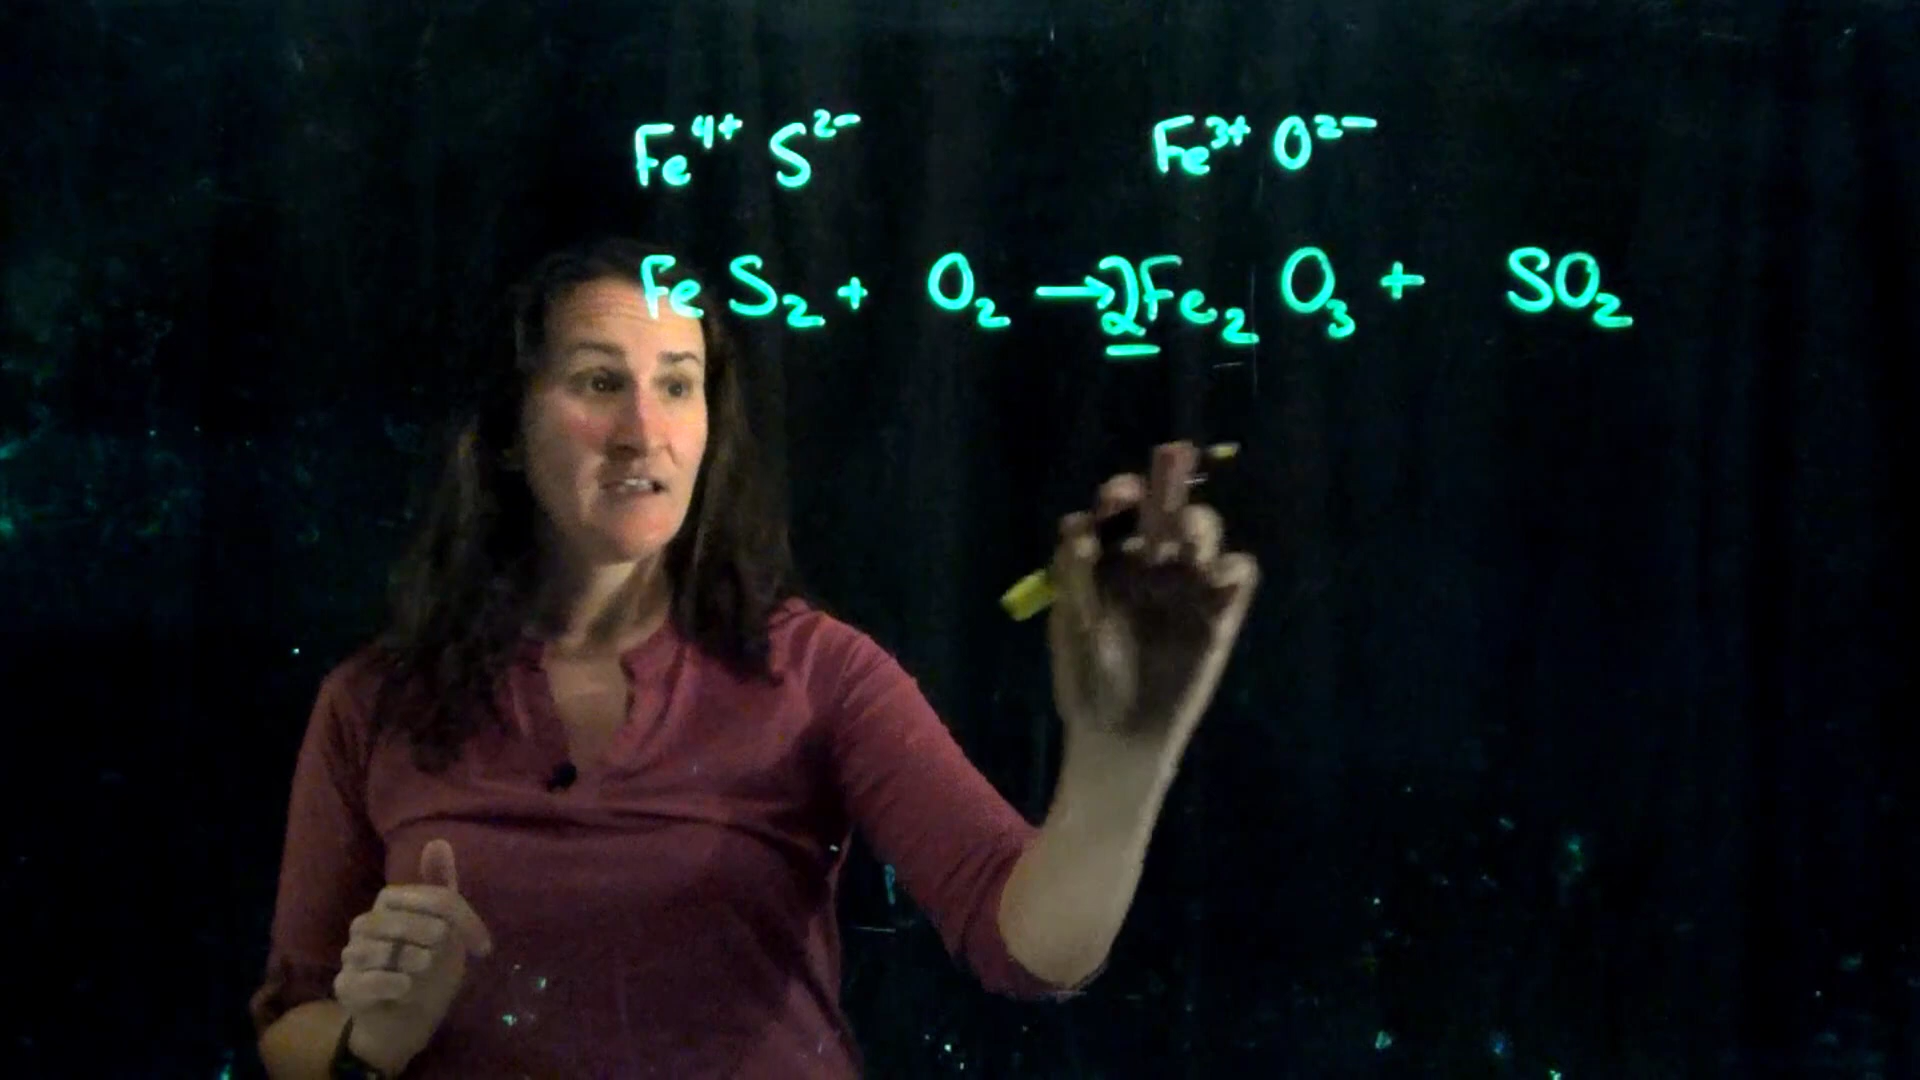 Fe⁴⁺ S²⁻ Fe³⁺ O²⁻
FeS₂ + O₂ → 2Fe₂O₃ + SO₂